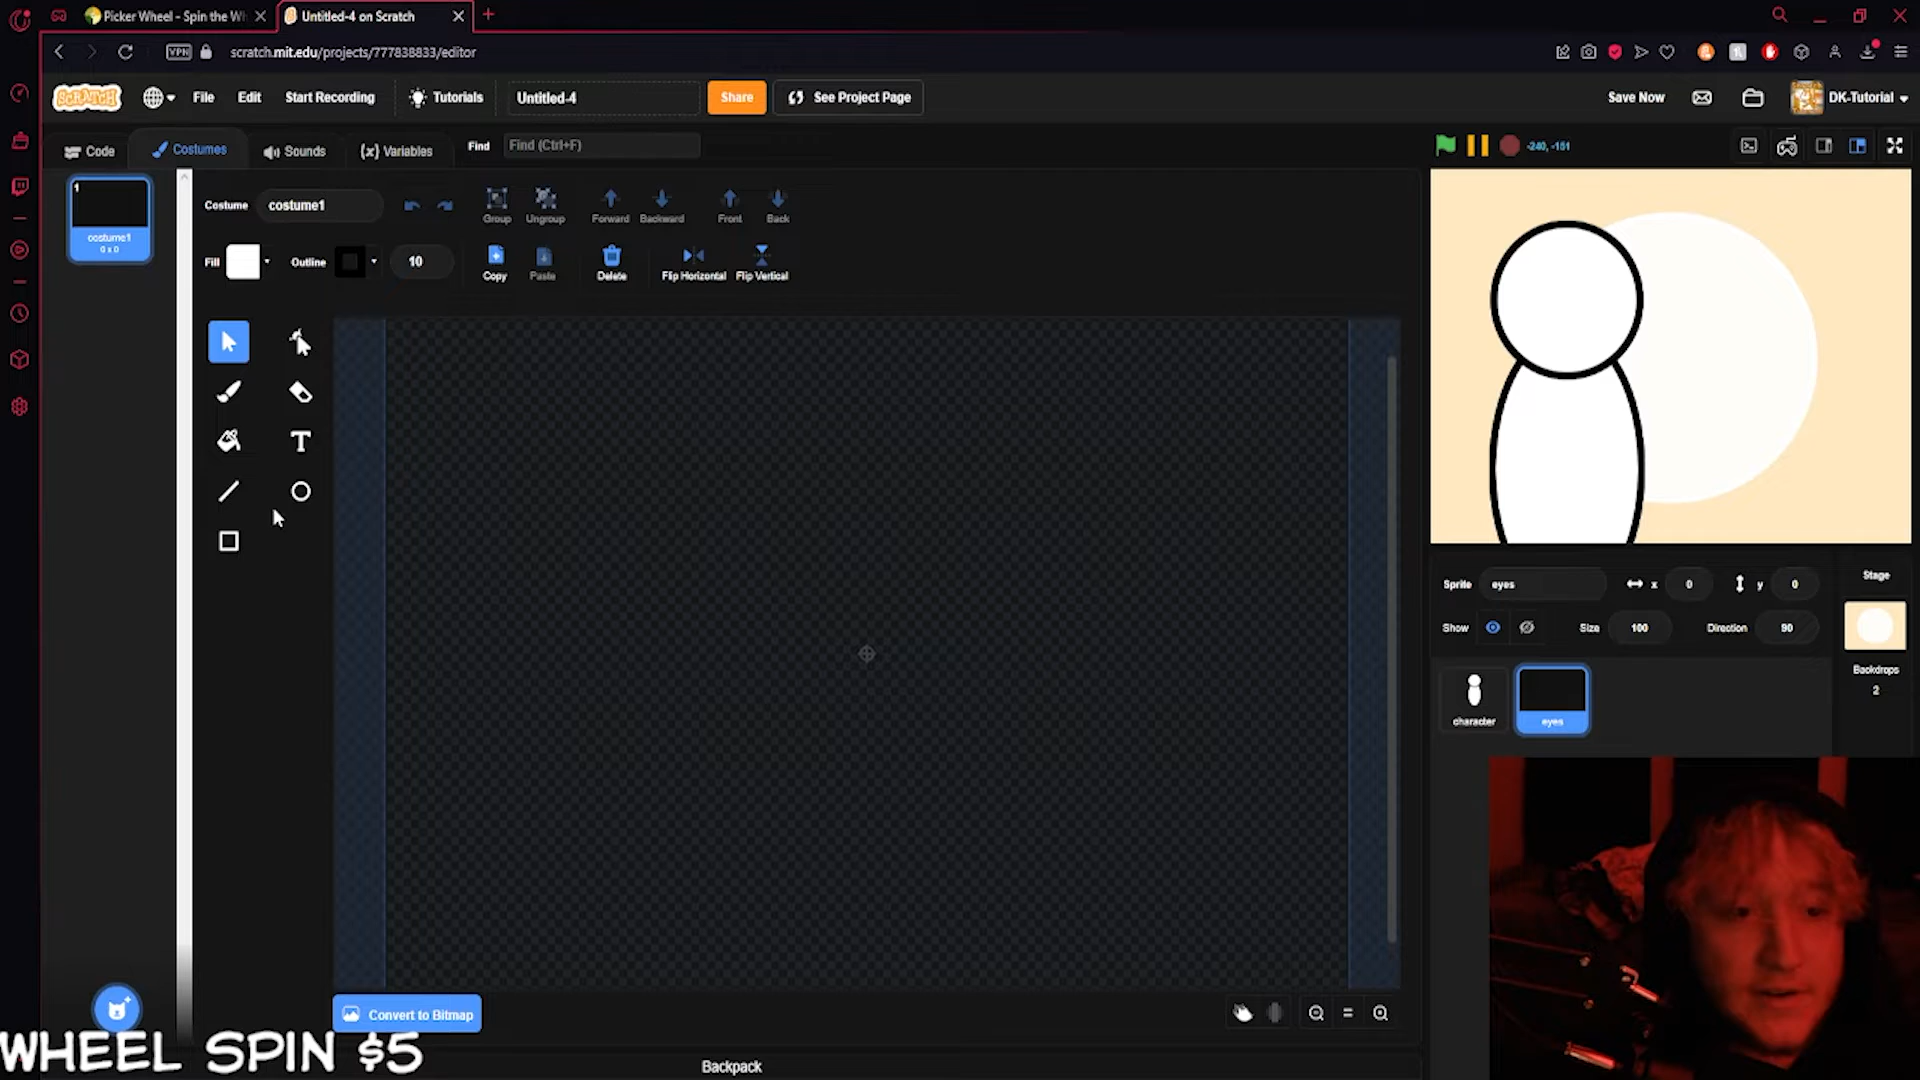 Picker Wheel - Spin the Wh
Untitled-4 on Scratch
VPN
scratch.mit.edu/projects/777838833/editor
SCRATCH
File
Edit
Start Recording
Tutorials
Untitled-4
Share
See Project Page
Save Now
DK-Tutorial
Code
Costumes
Sounds
(x) Variables
Find
Find (Ctrl+F)
-240, -151
1
costume1
0 x 0
Costume
costume1
Group
Ungroup
Forward
Backward
Front
Back
Fill
Outline
10
Copy
Paste
Delete
Flip Horizontal
Flip Vertical
T
Sprite
eyes
x
0
y
0
Stage
Show
Size
100
Direction
90
Backdrops
2
character
eyes
Convert to Bitmap
WHEEL SPIN $5
Backpack